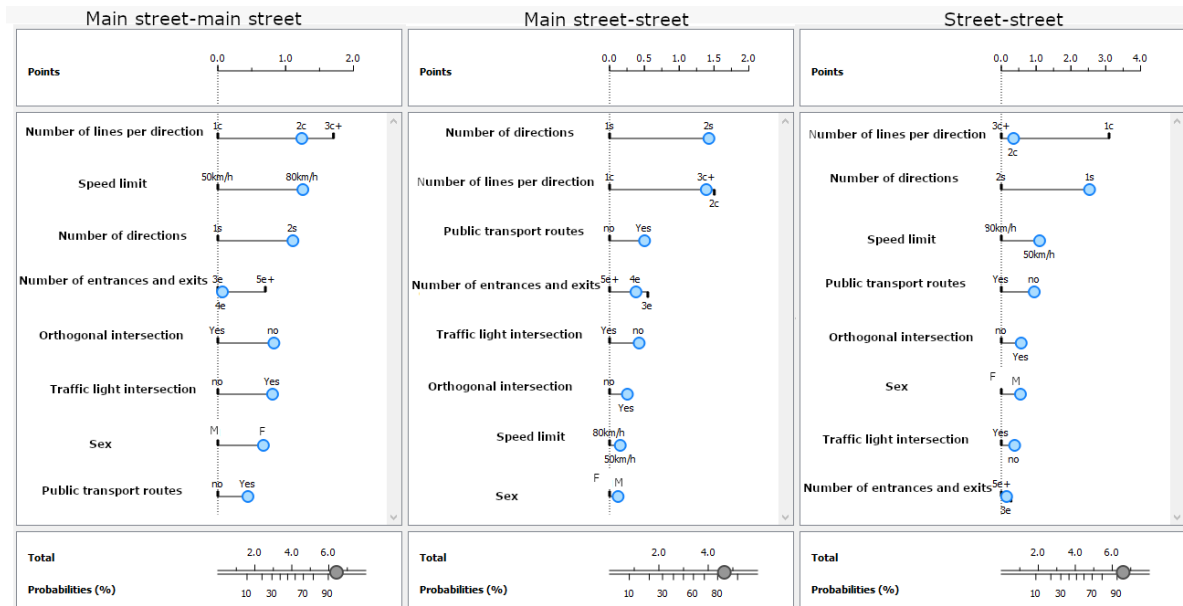 Main street-main street
Main street-street
Street-street
Points
0.0 1.0 2.0
Points
0.0 0.5 1.0 1.5 2.0
Points
0.0 1.0 2.0 3.0 4.0
Number of lines per direction
1c 2c 3c+
Speed limit
50km/h 80km/h
Number of directions
1s 2s
Number of entrances and exits
3e 5e+
4e
Orthogonal intersection
Yes no
Traffic light intersection
no Yes
Sex
M F
Public transport routes
no Yes
Total
2.0 4.0 6.0
Probabilities (%)
10 30 70 90
Number of directions
1s 2s
Number of lines per direction
1c 3c+
2c
Public transport routes
no Yes
Number of entrances and exits
5e+ 4e
3e
Traffic light intersection
Yes no
Orthogonal intersection
no
Yes
Speed limit
80km/h
50km/h
Sex
F M
Total
2.0 4.0
Probabilities (%)
10 30 60 80
Number of lines per direction
3c+ 1c
2c
Number of directions
2s 1s
Speed limit
90km/h
50km/h
Public transport routes
Yes no
Orthogonal intersection
no
Yes
Sex
F M
Traffic light intersection
Yes
no
Number of entrances and exits
5e+
3e
Total
2.0 4.0 6.0
Probabilities (%)
10 30 70 90